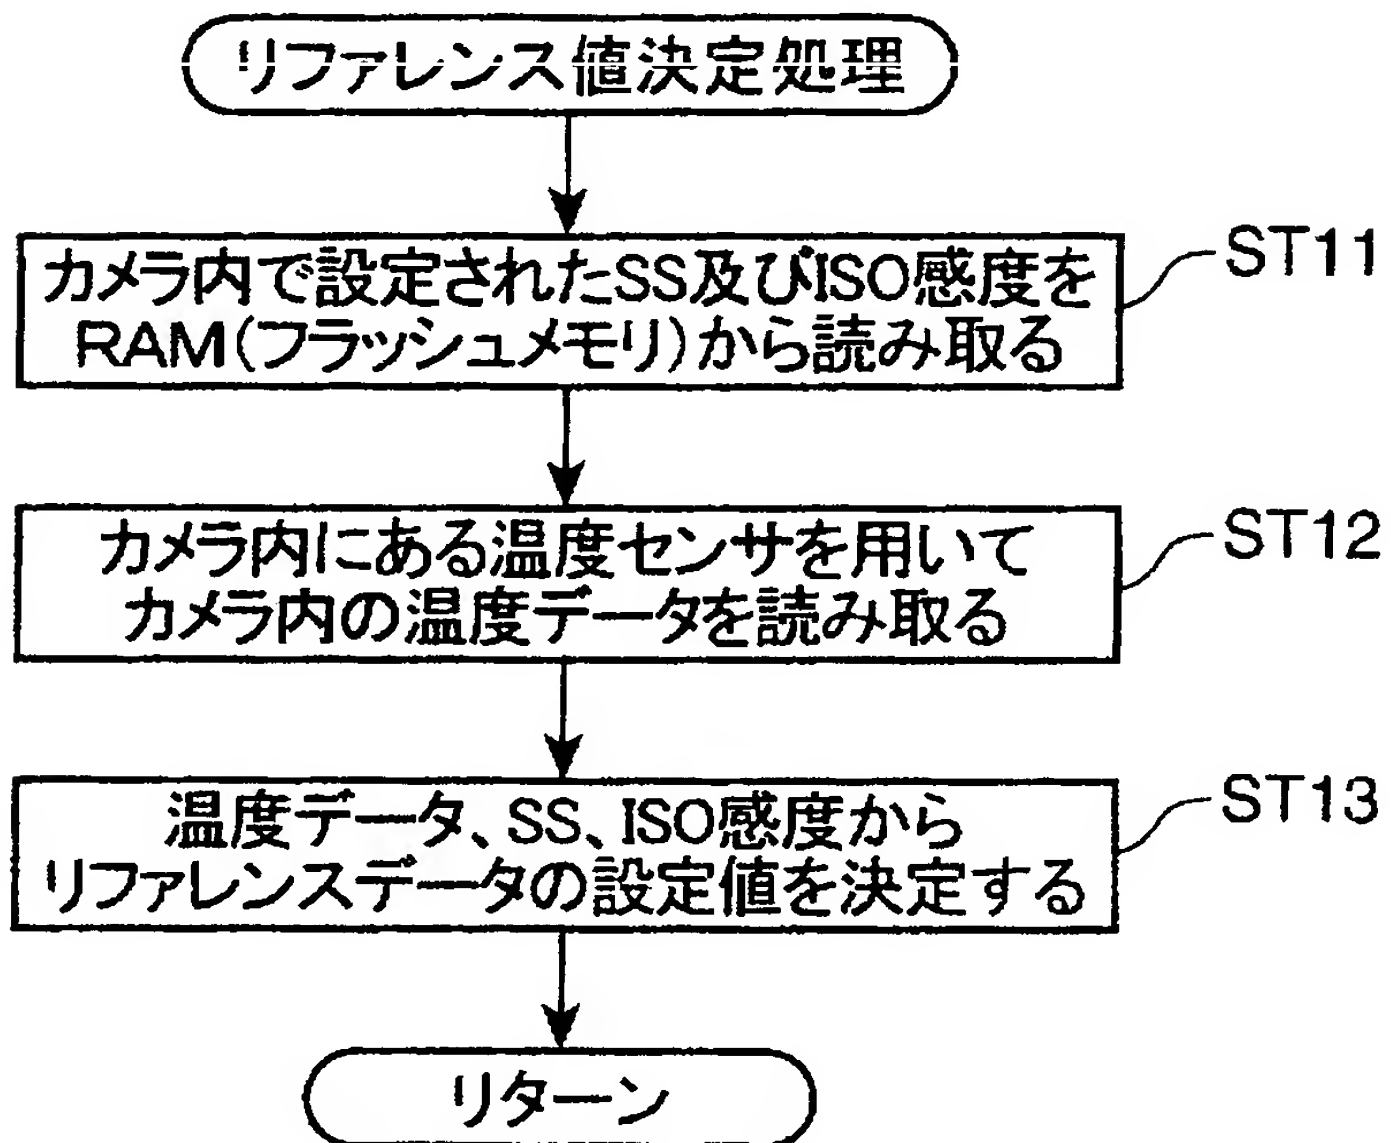 リファレンス値決定処理
カメラ内で設定されたSS及びISO感度を
RAM(フラッシュメモリ)から読み取る
ST11
カメラ内にある温度センサを用いて
カメラ内の温度データを読み取る
ST12
温度データ、SS、ISO感度から
リファレンスデータの設定値を決定する
ST13
リターン